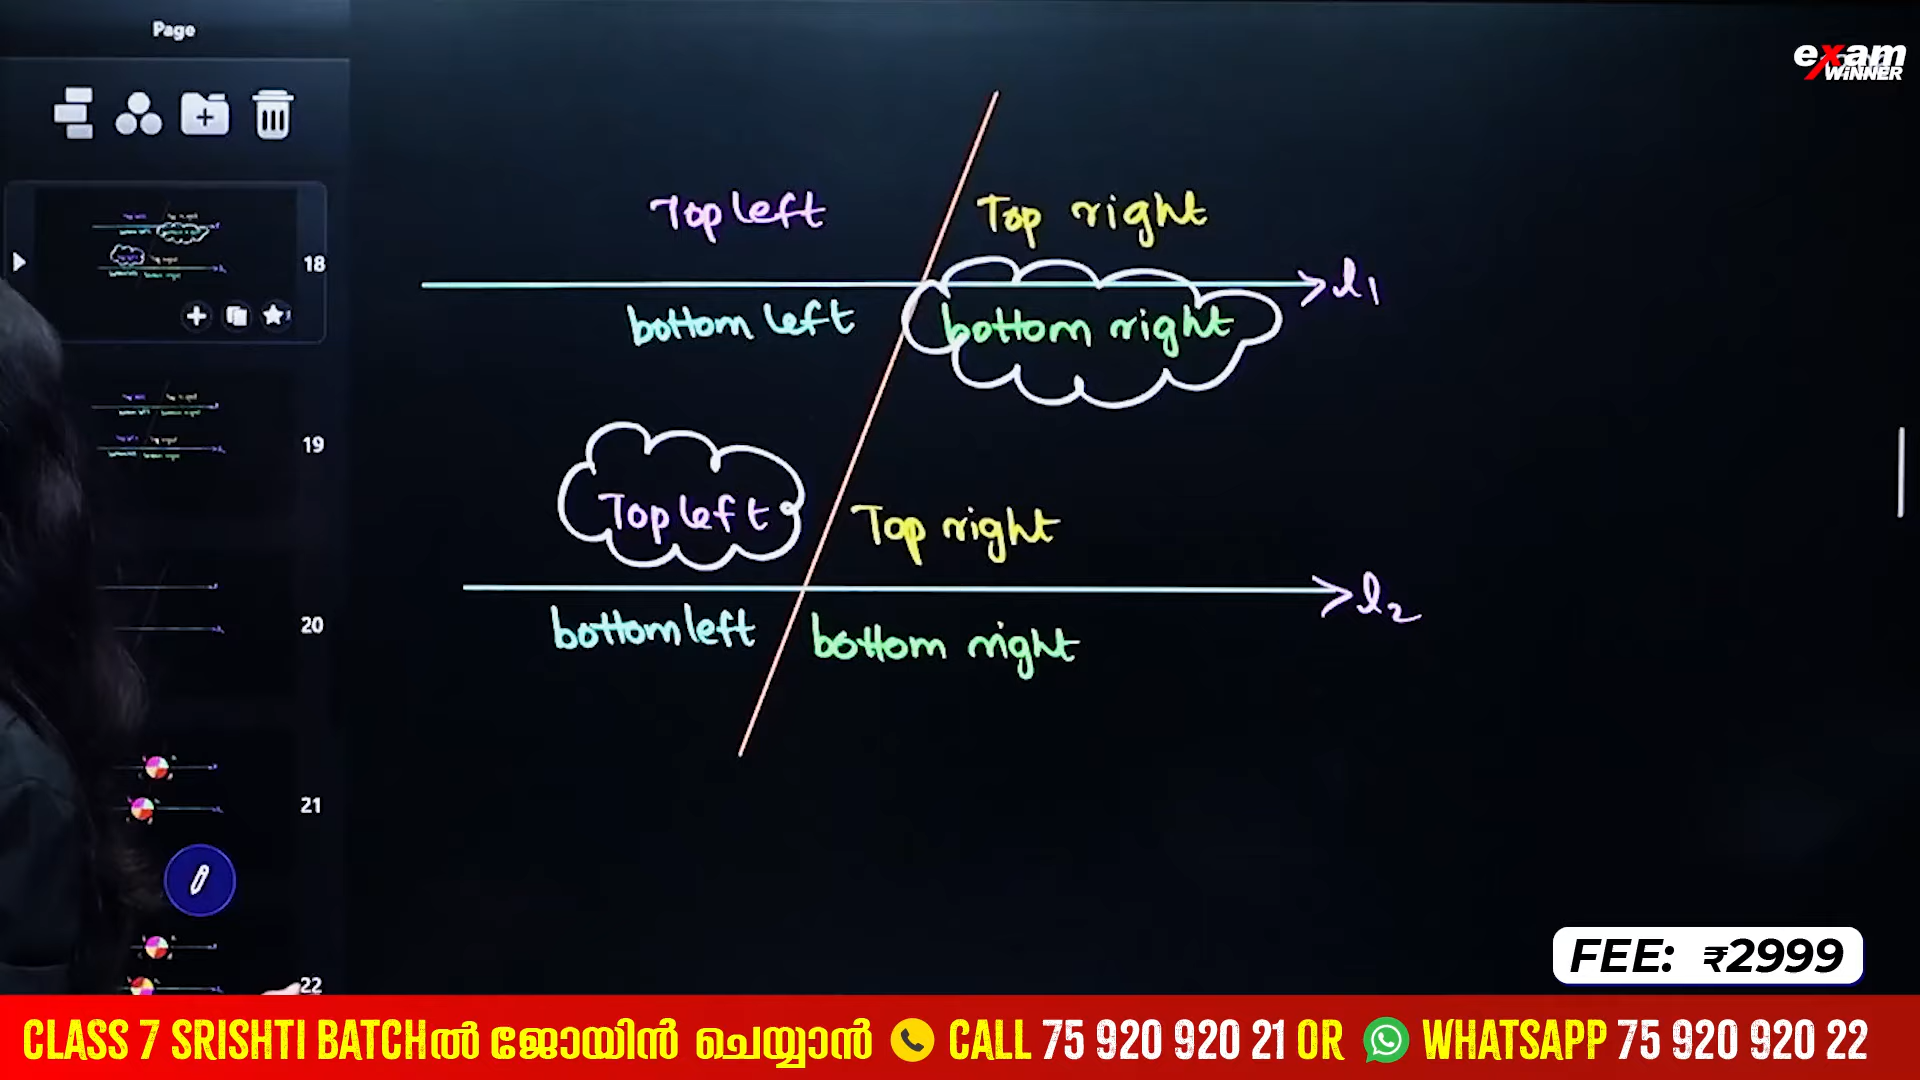 Page
exam
WINNER
18
19
20
21
22
Top left Top right
l1
bottom left bottom right
Top left Top right
l2
bottom left bottom right
FEE: ₹2999
CLASS 7 SRISHTI BATCHൽ ജോയിൻ ചെയ്യാൻ CALL 75 920 920 21 OR WHATSAPP 75 920 920 22